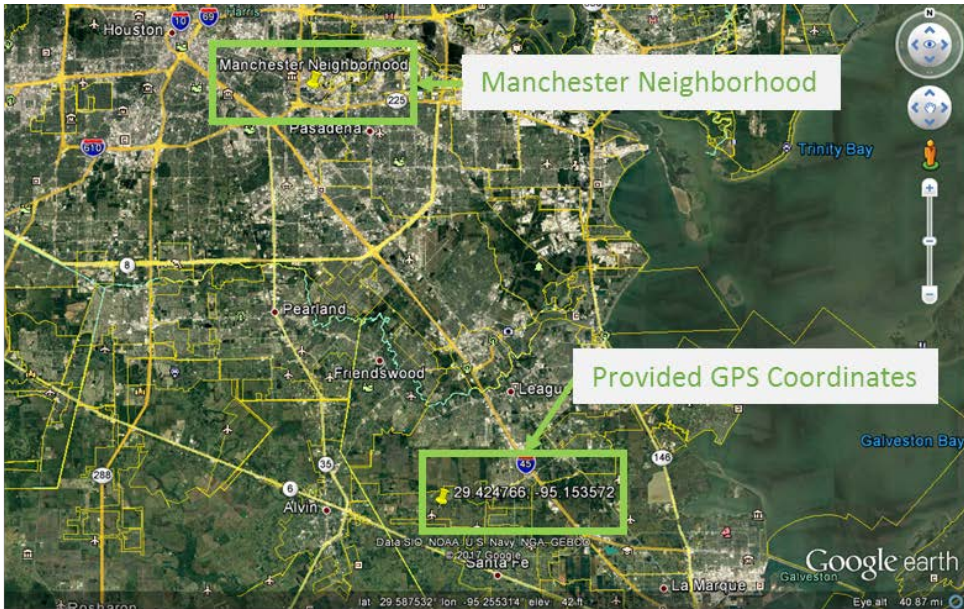 10
69
Harris
Houston
N
Manchester Neighborhood
Manchester Neighborhood
225
Pasadena
610
Trinity Bay
8
Pearland
Friendswood
Provided GPS Coordinates
Leagu
Galveston Bay
45
146
288
35
6
29.424766, -95.153572
Alvin
Data SIO, NOAA, U.S. Navy, NGA, GEBCO
© 2017 Google
Google earth
Santa Fe
Galveston
La Marque
Rosharon
lat 29.587532° lon -95.255314° elev 42 ft
Eye alt 40.87 mi